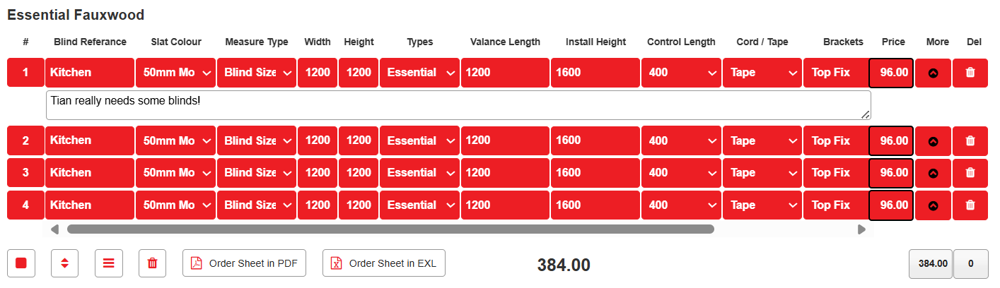 Essential Fauxwood
# Blind Referance Slat Colour Measure Type Width Height Types Valance Length Install Height Control Length Cord / Tape Brackets Price More Del
1 Kitchen 50mm Mo Blind Size 1200 1200 Essential 1200 1600 400 Tape Top Fix 96.00
Tian really needs some blinds!
2 Kitchen 50mm Mo Blind Size 1200 1200 Essential 1200 1600 400 Tape Top Fix 96.00
3 Kitchen 50mm Mo Blind Size 1200 1200 Essential 1200 1600 400 Tape Top Fix 96.00
4 Kitchen 50mm Mo Blind Size 1200 1200 Essential 1200 1600 400 Tape Top Fix 96.00
Order Sheet in PDF Order Sheet in EXL 384.00 384.00 0